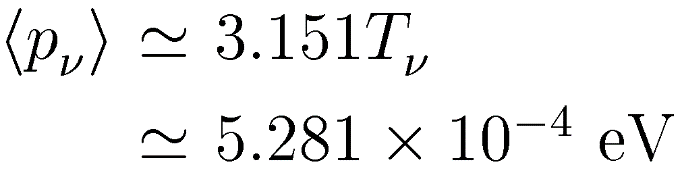 ⟨p_ν⟩ ≃ 3.151T_ν
≃ 5.281 × 10⁻⁴ eV